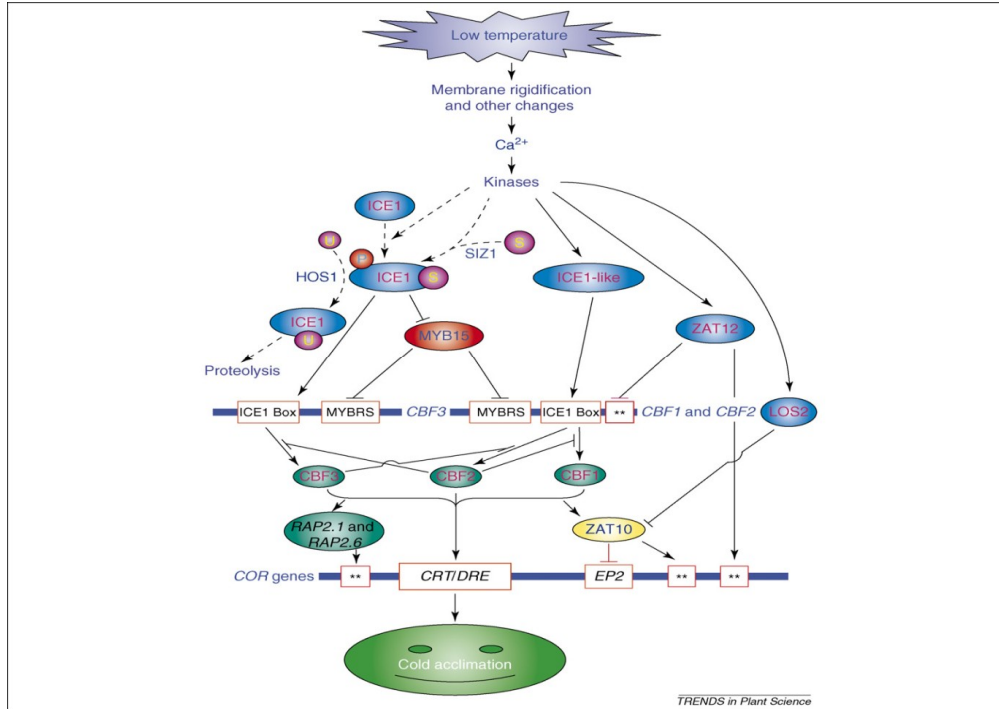 Low temperature
Membrane rigidification
and other changes
Ca²⁺
Kinases
ICE1
U
P
S
SIZ1
HOS1
ICE1
S
ICE1-like
ICE1
U
MYB15
ZAT12
Proteolysis
ICE1 Box
MYBRS
CBF3
MYBRS
ICE1 Box
**
CBF1 and CBF2
LOS2
CBF3
CBF2
CBF1
RAP2.1 and
RAP2.6
ZAT10
COR genes
**
CRT/DRE
EP2
**
**
Cold acclimation
TRENDS in Plant Science